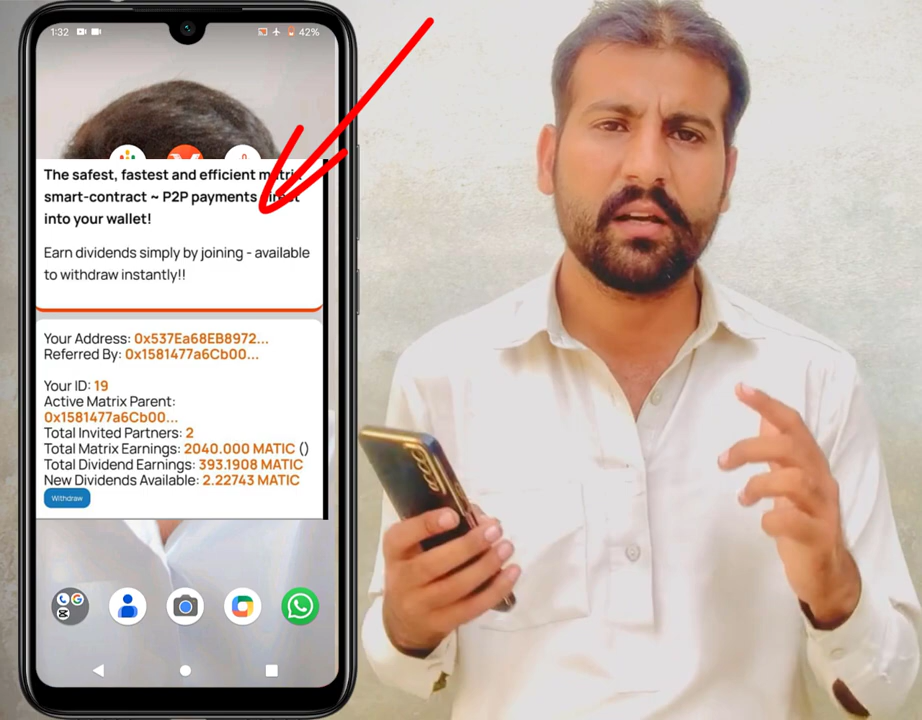 1:32
42%
The safest, fastest and efficient matrix
smart-contract ~ P2P payments direct
into your wallet!
Earn dividends simply by joining - available
to withdraw instantly!!
Your Address: 0x537Ea68EB8972...
Referred By: 0x1581477a6Cb00...
Your ID: 19
Active Matrix Parent:
0x1581477a6Cb00...
Total Invited Partners: 2
Total Matrix Earnings: 2040.000 MATIC ()
Total Dividend Earnings: 393.1908 MATIC
New Dividends Available: 2.22743 MATIC
Withdraw